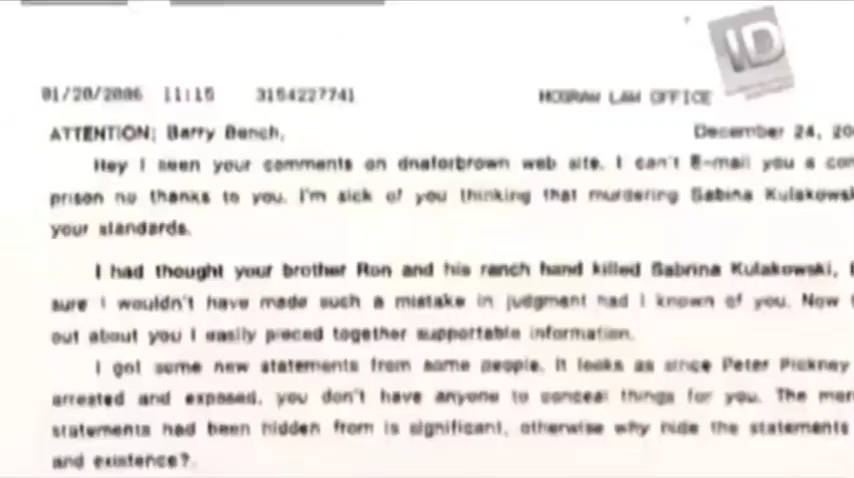 ID
01/20/2006 11:15 3154227741 MCGRAW LAW OFFICE
ATTENTION; Barry Bench, December 24, 20
Hey I seen your comments on dnaforbrown web site. I can't E-mail you a
prison no thanks to you. I'm sick of you thinking that murdering Sabina Kulakowsk
your standards.
I had thought your brother Ron and his ranch hand killed Sabrina Kulakowski,
sure I wouldn't have made such a mistake in judgment had I known of you. Now
out about you I easily pieced together supportable information.
I got some new statements from some people. It looks as since Peter Pickney
arrested and exposed, you don't have anyone to conceal things for you. The
statements had been hidden from is significant, otherwise why hide the statements
and existence?